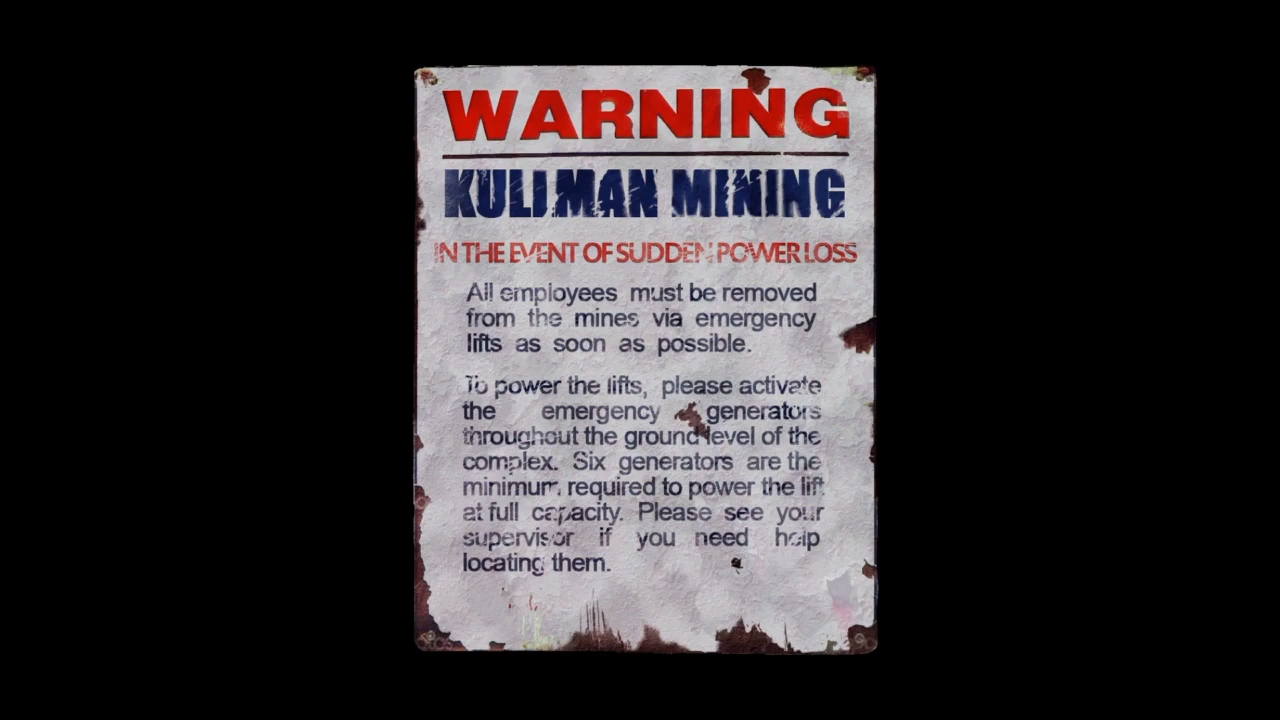 WARNING
KULLMAN MINING
IN THE EVENT OF SUDDEN POWER LOSS
All employees must be removed
from the mines via emergency
lifts as soon as possible.
To power the lifts, please activate
the emergency generators
throughout the ground level of the
complex. Six generators are the
minimum required to power the lift
at full capacity. Please see your
supervisor if you need help
locating them.